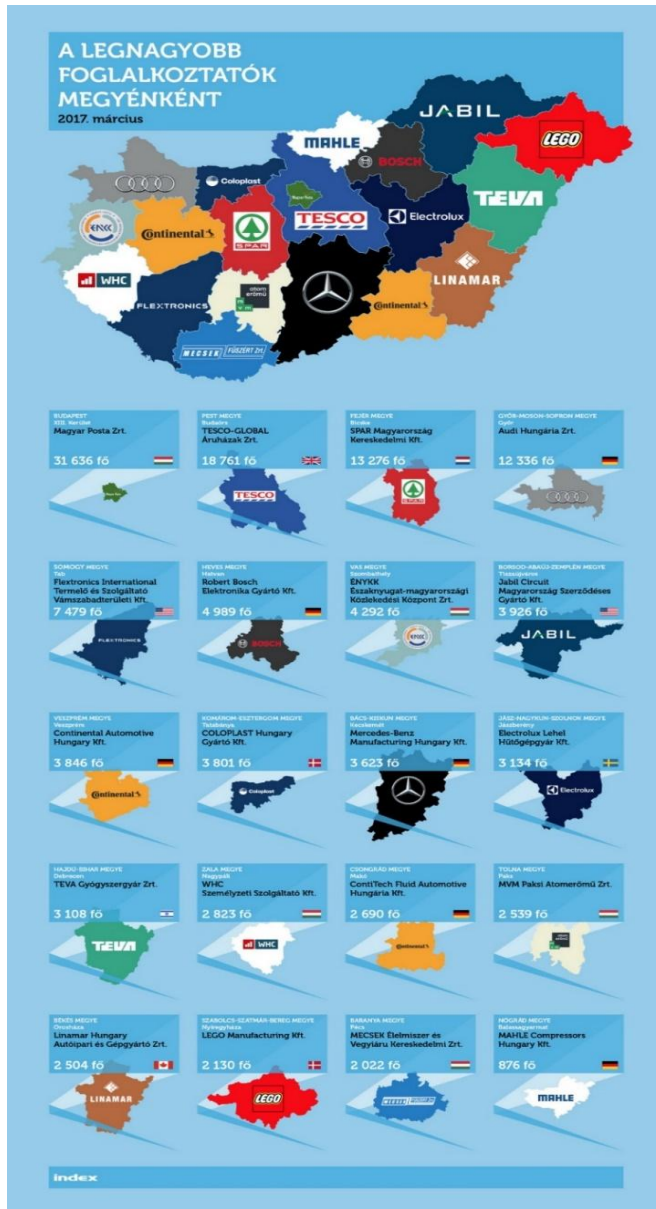 A LEGNAGYOBB
FOGLALKOZTATÓK
MEGYÉNKÉNT
2017. március
JABIL
LEGO
MAHLE
BOSCH
TEVA
Coloplast
TESCO
Electrolux
ENYKK
Continental
SPAR
LINAMAR
WHC
FLEXTRONICS
Continental
MECSEK FŰSZÉRT Zrt.
BUDAPEST
XIII. kerület
Magyar Posta Zrt.
31 636 fő
PEST MEGYE
Budaörs
TESCO-GLOBAL
Áruházak Zrt.
18 761 fő
TESCO
FEJÉR MEGYE
Bicske
SPAR Magyarország
Kereskedelmi Kft.
13 276 fő
SPAR
GYŐR-MOSON-SOPRON MEGYE
Győr
Audi Hungária Zrt.
12 336 fő
SOMOGY MEGYE
Tab
Flextronics International
Termelő és Szolgáltató
Vámszabadterületi Kft.
7 479 fő
FLEXTRONICS
HEVES MEGYE
Hatvan
Robert Bosch
Elektronika Gyártó Kft.
4 989 fő
BOSCH
VAS MEGYE
Szombathely
ÉNYKK
Északnyugat-magyarországi
Közlekedési Központ Zrt.
4 292 fő
BORSOD-ABAÚJ-ZEMPLÉN MEGYE
Tiszaújváros
Jabil Circuit
Magyarország Szerződéses
Gyártó Kft.
3 926 fő
JABIL
VESZPRÉM MEGYE
Veszprém
Continental Automotive
Hungary Kft.
3 846 fő
Continental
KOMÁROM-ESZTERGOM MEGYE
Tatabánya
COLOPLAST Hungary
Gyártó Kft.
3 801 fő
Coloplast
BÁCS-KISKUN MEGYE
Kecskemét
Mercedes-Benz
Manufacturing Hungary Kft.
3 623 fő
JÁSZ-NAGYKUN-SZOLNOK MEGYE
Jászberény
Electrolux Lehel
Hűtőgépgyár Kft.
3 134 fő
Electrolux
HAJDÚ-BIHAR MEGYE
Debrecen
TEVA Gyógyszergyár Zrt.
3 108 fő
TEVA
ZALA MEGYE
Nagypáli
WHC
Személyzeti Szolgáltató Kft.
2 823 fő
WHC
CSONGRÁD MEGYE
Makó
ContiTech Fluid Automotive
Hungária Kft.
2 690 fő
Continental
TOLNA MEGYE
Paks
MVM Paksi Atomerőmű Zrt.
2 539 fő
BÉKÉS MEGYE
Orosháza
Linamar Hungary
Autóipari és Gépgyártó Zrt.
2 504 fő
LINAMAR
SZABOLCS-SZATMÁR-BEREG MEGYE
Nyíregyháza
LEGO Manufacturing Kft.
2 130 fő
LEGO
BARANYA MEGYE
Pécs
MECSEK Élelmiszer és
Vegyiáru Kereskedelmi Zrt.
2 022 fő
NÓGRÁD MEGYE
Balassagyarmat
MAHLE Compressors
Hungary Kft.
876 fő
MAHLE
index